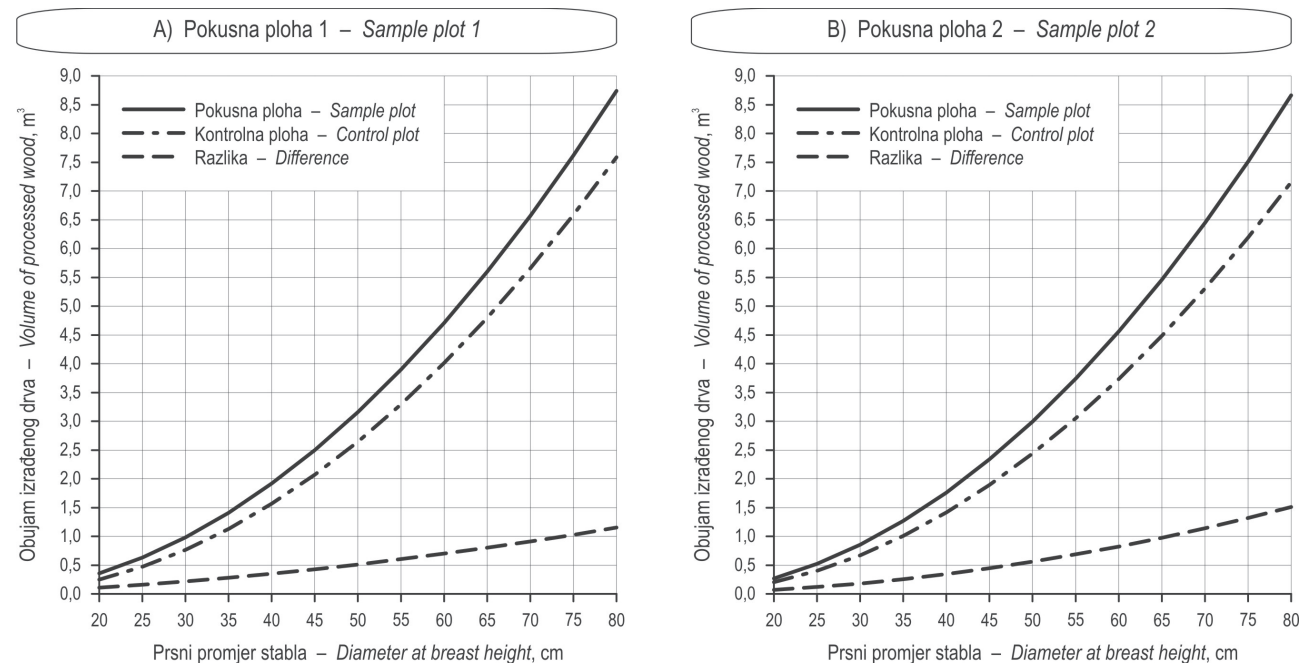 A) Pokusna ploha 1 – Sample plot 1
Obujam izrađenog drva – Volume of processed wood, m³
9,0
8,5
8,0
7,5
7,0
6,5
6,0
5,5
5,0
4,5
4,0
3,5
3,0
2,5
2,0
1,5
1,0
0,5
0,0
Pokusna ploha – Sample plot
Kontrolna ploha – Control plot
Razlika – Difference
20 25 30 35 40 45 50 55 60 65 70 75 80
Prsni promjer stabla – Diameter at breast height, cm
B) Pokusna ploha 2 – Sample plot 2
Obujam izrađenog drva – Volume of processed wood, m³
9,0
8,5
8,0
7,5
7,0
6,5
6,0
5,5
5,0
4,5
4,0
3,5
3,0
2,5
2,0
1,5
1,0
0,5
0,0
Pokusna ploha – Sample plot
Kontrolna ploha – Control plot
Razlika – Difference
20 25 30 35 40 45 50 55 60 65 70 75 80
Prsni promjer stabla – Diameter at breast height, cm